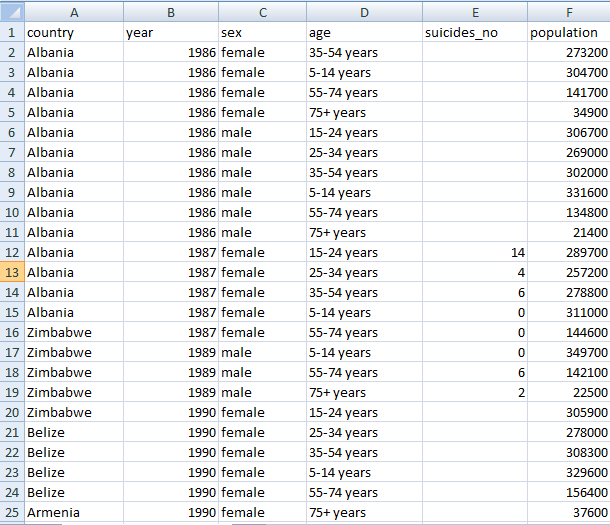 A B C D E F
1 country year sex age suicides_no population
2 Albania 1986 female 35-54 years 273200
3 Albania 1986 female 5-14 years 304700
4 Albania 1986 female 55-74 years 141700
5 Albania 1986 female 75+ years 34900
6 Albania 1986 male 15-24 years 306700
7 Albania 1986 male 25-34 years 269000
8 Albania 1986 male 35-54 years 302000
9 Albania 1986 male 5-14 years 331600
10 Albania 1986 male 55-74 years 134800
11 Albania 1986 male 75+ years 21400
12 Albania 1987 female 15-24 years 14 289700
13 Albania 1987 female 25-34 years 4 257200
14 Albania 1987 female 35-54 years 6 278800
15 Albania 1987 female 5-14 years 0 311000
16 Zimbabwe 1987 female 55-74 years 0 144600
17 Zimbabwe 1989 male 5-14 years 0 349700
18 Zimbabwe 1989 male 55-74 years 6 142100
19 Zimbabwe 1989 male 75+ years 2 22500
20 Zimbabwe 1990 female 15-24 years 305900
21 Belize 1990 female 25-34 years 278000
22 Belize 1990 female 35-54 years 308300
23 Belize 1990 female 5-14 years 329600
24 Belize 1990 female 55-74 years 156400
25 Armenia 1990 female 75+ years 37600